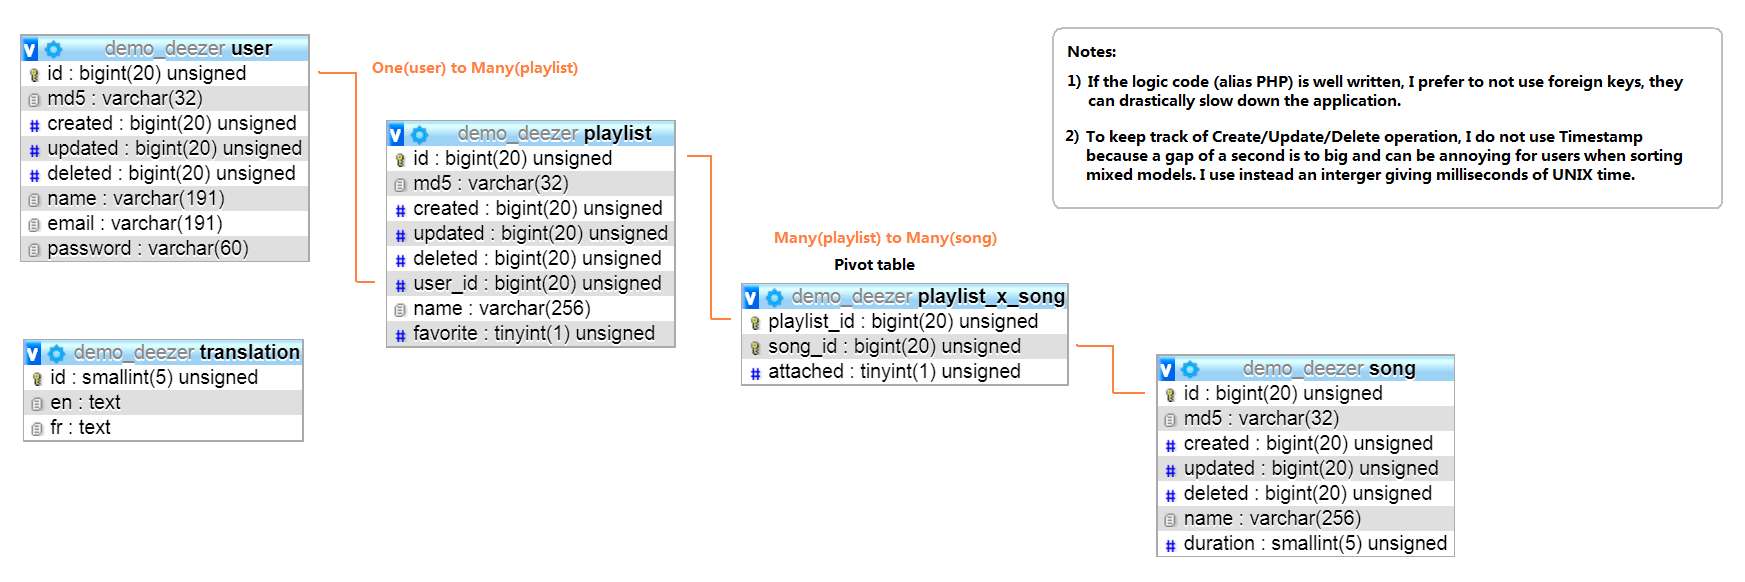 demo_deezer user
id : bigint(20) unsigned
md5 : varchar(32)
created : bigint(20) unsigned
updated : bigint(20) unsigned
deleted : bigint(20) unsigned
name : varchar(191)
email : varchar(191)
password : varchar(60)
One(user) to Many(playlist)
demo_deezer playlist
id : bigint(20) unsigned
md5 : varchar(32)
created : bigint(20) unsigned
updated : bigint(20) unsigned
deleted : bigint(20) unsigned
user_id : bigint(20) unsigned
name : varchar(256)
favorite : tinyint(1) unsigned
Notes:
1) If the logic code (alias PHP) is well written, I prefer to not use foreign keys, they
can drastically slow down the application.
2) To keep track of Create/Update/Delete operation, I do not use Timestamp
because a gap of a second is to big and can be annoying for users when sorting
mixed models. I use instead an interger giving milliseconds of UNIX time.
Many(playlist) to Many(song)
Pivot table
demo_deezer playlist_x_song
playlist_id : bigint(20) unsigned
song_id : bigint(20) unsigned
attached : tinyint(1) unsigned
demo_deezer translation
id : smallint(5) unsigned
en : text
fr : text
demo_deezer song
id : bigint(20) unsigned
md5 : varchar(32)
created : bigint(20) unsigned
updated : bigint(20) unsigned
deleted : bigint(20) unsigned
name : varchar(256)
duration : smallint(5) unsigned